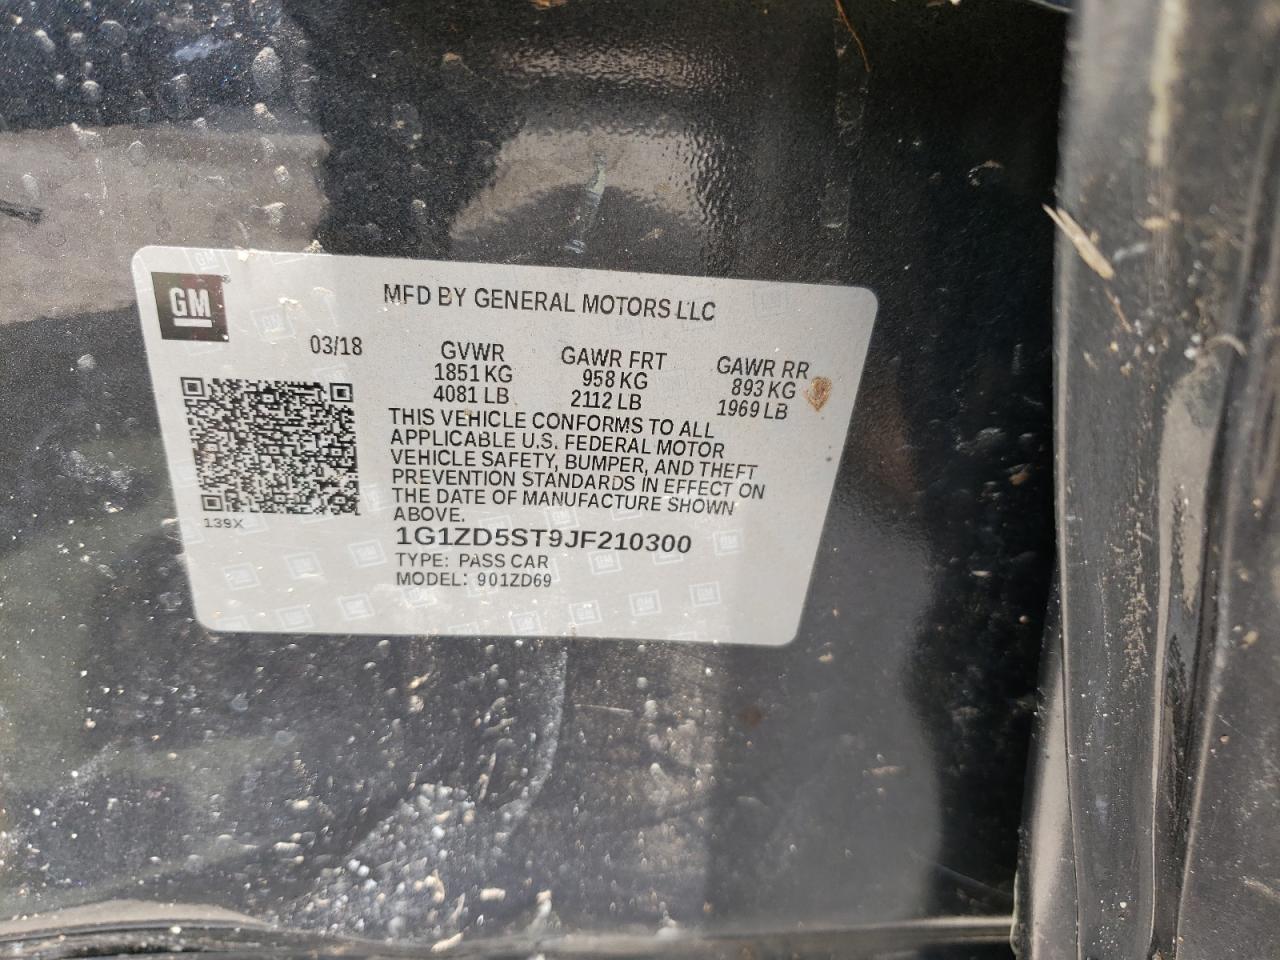 GM
MFD BY GENERAL MOTORS LLC
03/18
GVWR GAWR FRT GAWR RR
1851 KG 958 KG 893 KG
4081 LB 2112 LB 1969 LB
THIS VEHICLE CONFORMS TO ALL
APPLICABLE U.S. FEDERAL MOTOR
VEHICLE SAFETY, BUMPER, AND THEFT
PREVENTION STANDARDS IN EFFECT ON
THE DATE OF MANUFACTURE SHOWN
ABOVE.
139X
1G1ZD5ST9JF210300
TYPE: PASS CAR
MODEL: 901ZD69